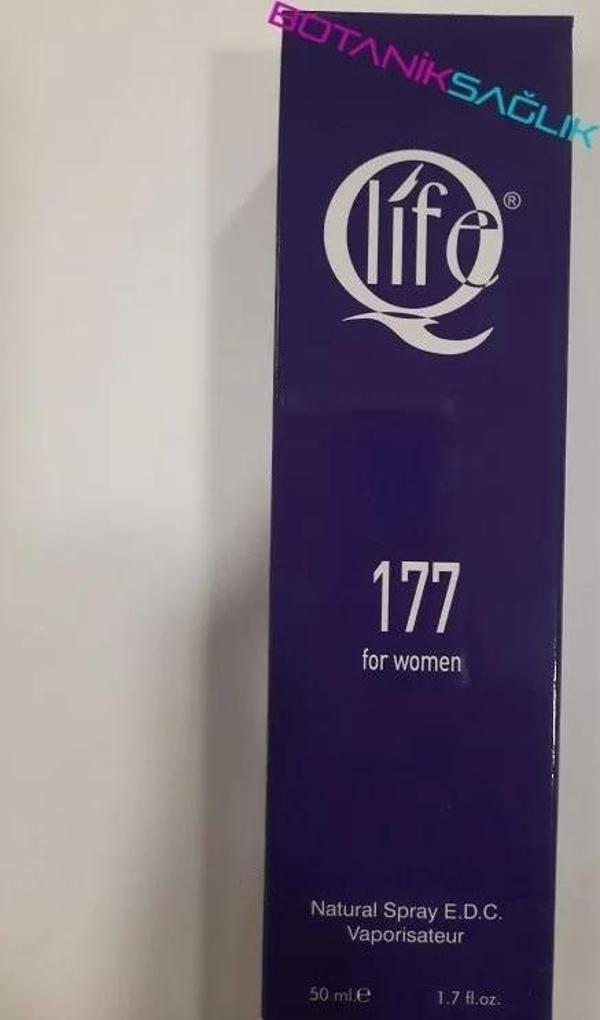 BOTANİKSAĞLIK
Qlife®
177
for women
Natural Spray E.D.C.
Vaporisateur
50 ml.℮ 1.7 fl.oz.